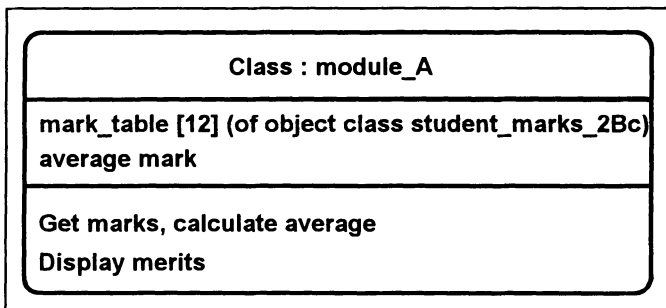 Class : module_A
mark_table [12] (of object class student_marks_2Bc)
average mark
Get marks, calculate average
Display merits